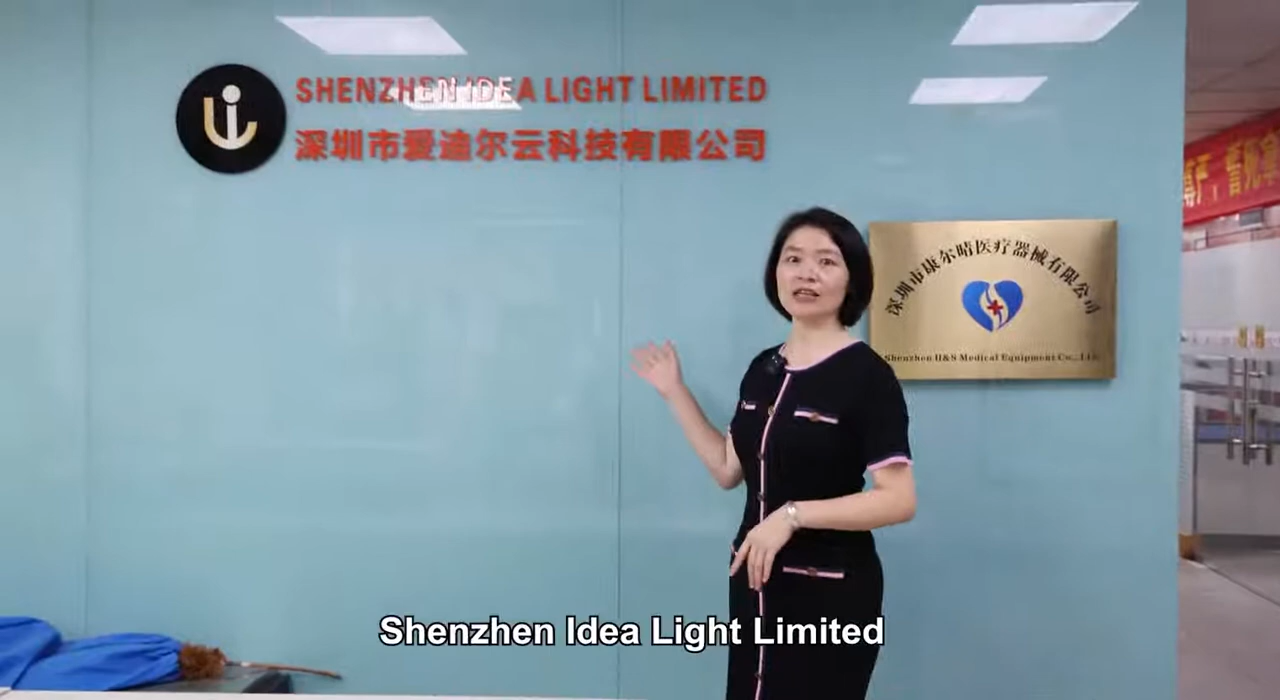 SHENZHEN IDEA LIGHT LIMITED
深圳市爱迪尔云科技有限公司
深圳市康尔晴医疗器械有限公司
Shenzhen H&S Medical Equipment Co., Ltd
Shenzhen Idea Light Limited